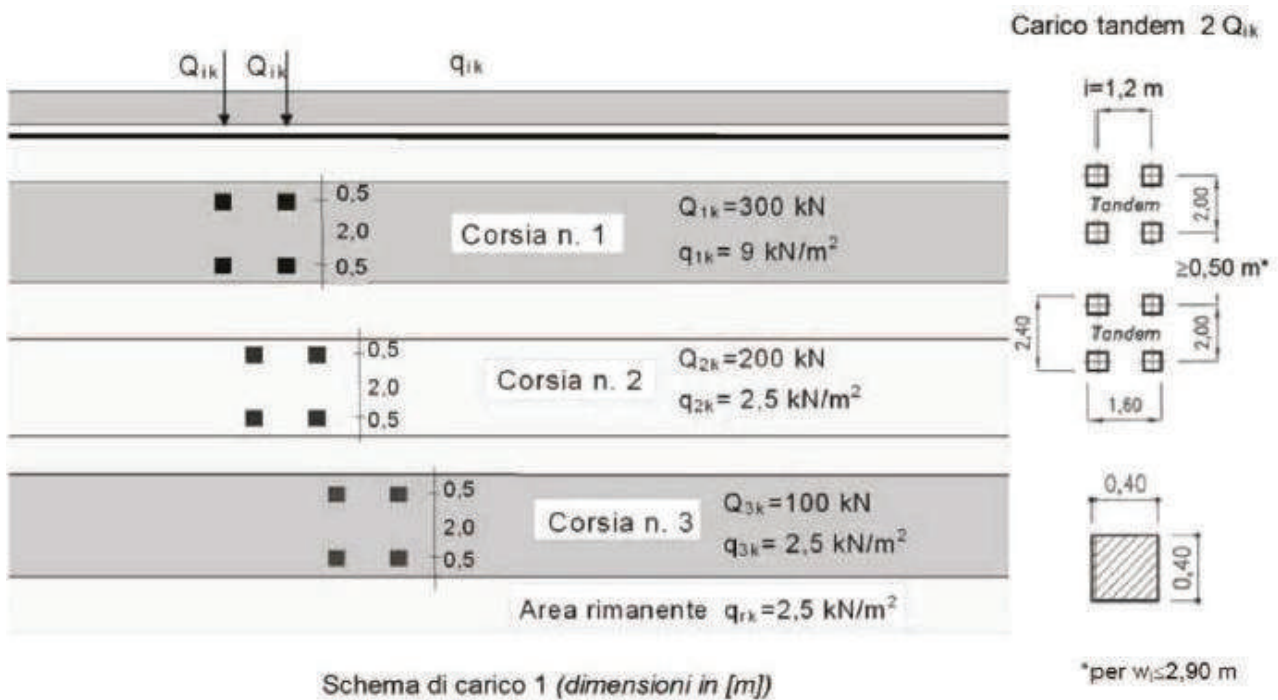 Carico tandem 2 Qik
Qik Qik qik
i=1,2 m
0,5
2,0
0,5
Corsia n. 1
Q1k=300 kN
q1k= 9 kN/m²
Tandem
2,00
≥0,50 m*
0,5
2,0
0,5
Corsia n. 2
Q2k=200 kN
q2k= 2,5 kN/m²
2,40
Tandem
2,00
1,60
0,5
2,0
0,5
Corsia n. 3
Q3k=100 kN
q3k= 2,5 kN/m²
0,40
0,40
Area rimanente qrk=2,5 kN/m²
Schema di carico 1 (dimensioni in [m])
*per wl≤2,90 m